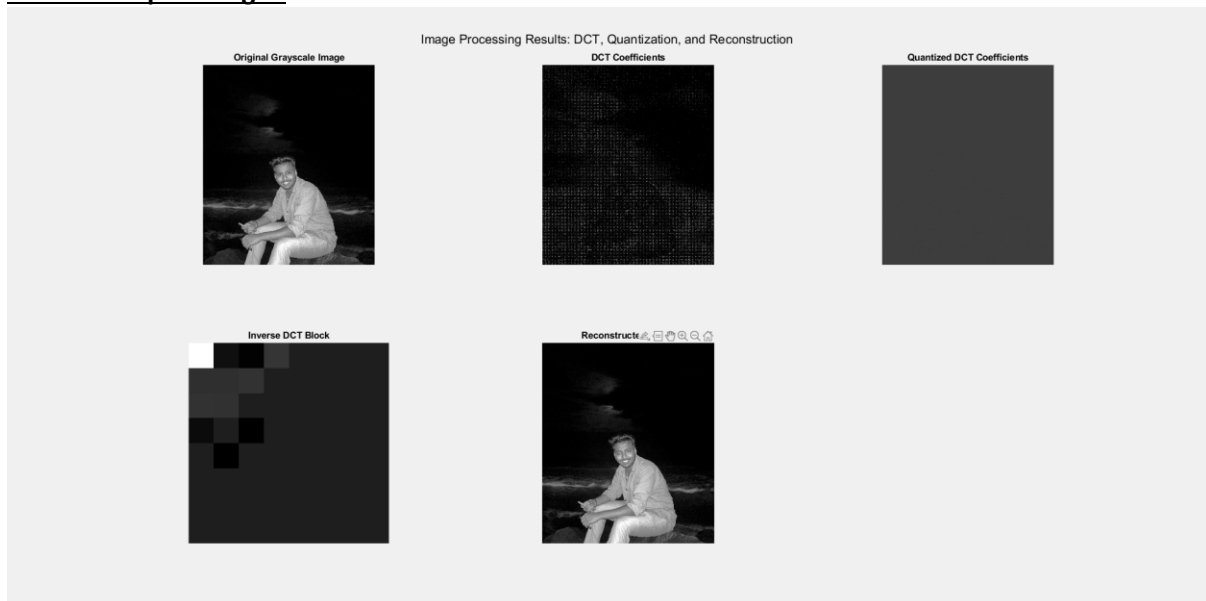 Image Processing Results: DCT, Quantization, and Reconstruction
Original Grayscale Image
DCT Coefficients
Quantized DCT Coefficients
Inverse DCT Block